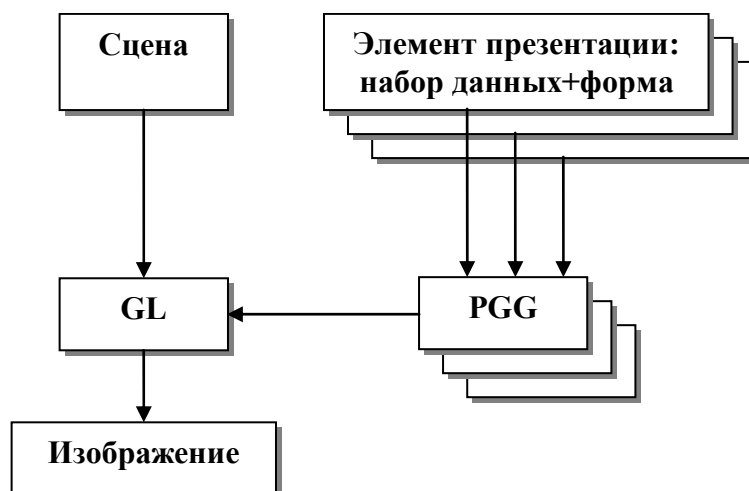 Сцена
Элемент презентации:
набор данных+форма
GL
PGG
Изображение